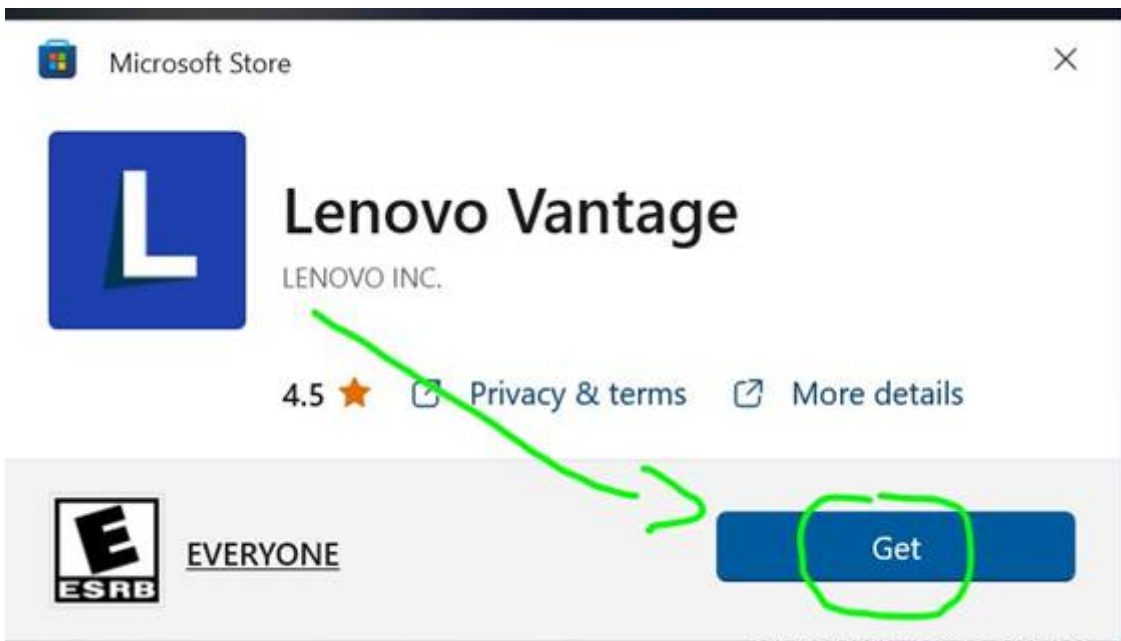 Microsoft Store
L
Lenovo Vantage
LENOVO INC.
4.5 Privacy & terms More details
E
ESRB
EVERYONE
Get